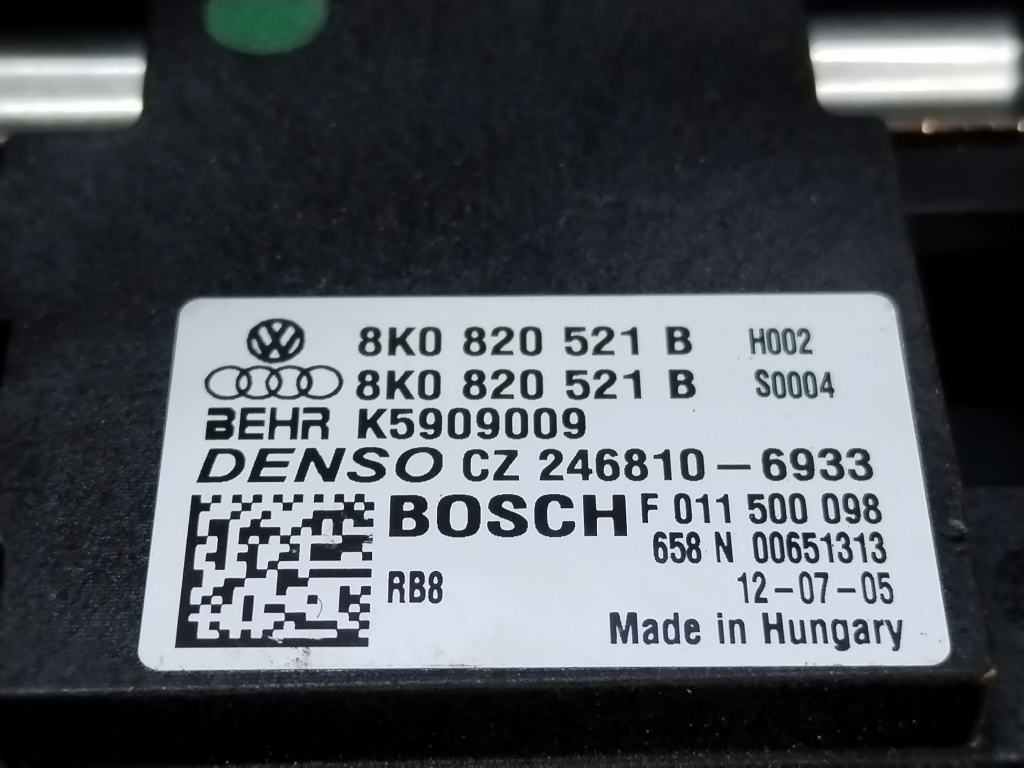 8K0 820 521 B H002
8K0 820 521 B S0004
BEHR K5909009
DENSO CZ 246810-6933
BOSCH F 011 500 098
658 N 00651313
RB8 12-07-05
Made in Hungary